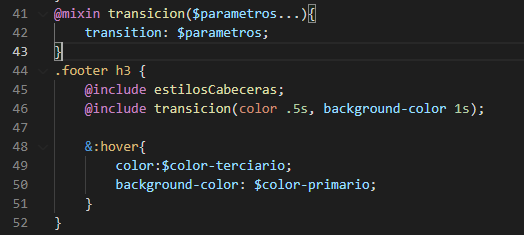 41 @mixin transicion($parametros...){
42 transition: $parametros;
43 }
44 .footer h3 {
45 @include estilosCabeceras;
46 @include transicion(color .5s, background-color 1s);
47
48 &:hover{
49 color:$color-terciario;
50 background-color: $color-primario;
51 }
52 }